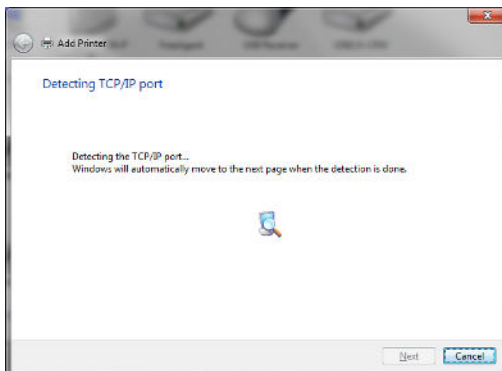 Add Printer
Detecting TCP/IP port
Detecting the TCP/IP port...
Windows will automatically move to the next page when the detection is done.
Next
Cancel